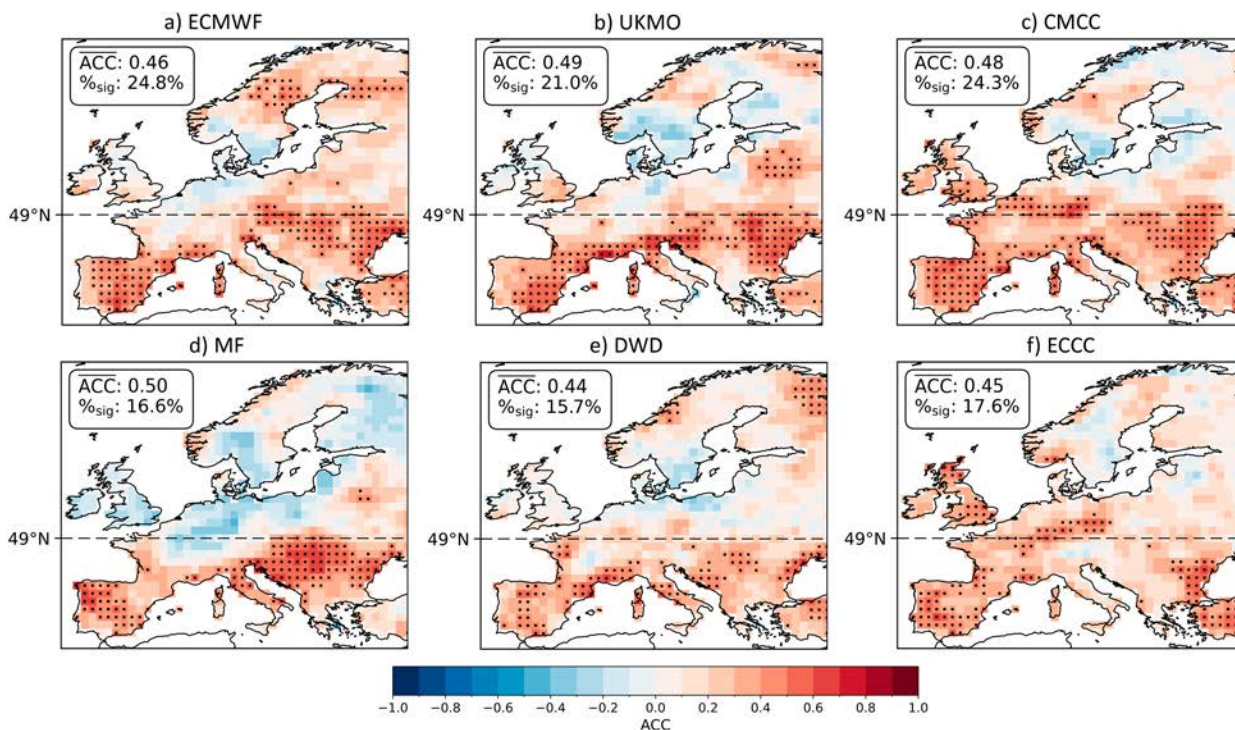 a) ECMWF
b) UKMO
c) CMCC
ACC: 0.46
%sig: 24.8%
ACC: 0.49
%sig: 21.0%
ACC: 0.48
%sig: 24.3%
49°N
49°N
49°N
d) MF
e) DWD
f) ECCC
ACC: 0.50
%sig: 16.6%
ACC: 0.44
%sig: 15.7%
ACC: 0.45
%sig: 17.6%
49°N
49°N
49°N
−1.0 −0.8 −0.6 −0.4 −0.2 0.0 0.2 0.4 0.6 0.8 1.0
ACC